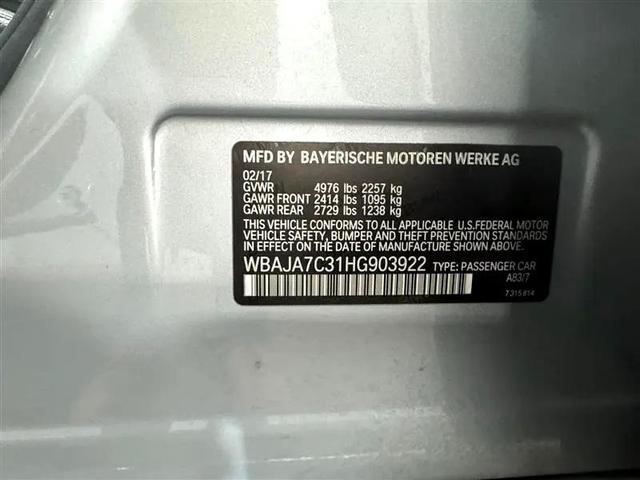 MFD BY BAYERISCHE MOTOREN WERKE AG
02/17
GVWR 4976 lbs 2257 kg
GAWR FRONT 2414 lbs 1095 kg
GAWR REAR 2729 lbs 1238 kg
THIS VEHICLE CONFORMS TO ALL APPLICABLE U.S.FEDERAL MOTOR
VEHICLE SAFETY, BUMPER AND THEFT PREVENTION STANDARDS IN
EFFECT ON THE DATE OF MANUFACTURE SHOWN ABOVE.
WBAJA7C31HG903922 TYPE: PASSENGER CAR
A83/7
7315814